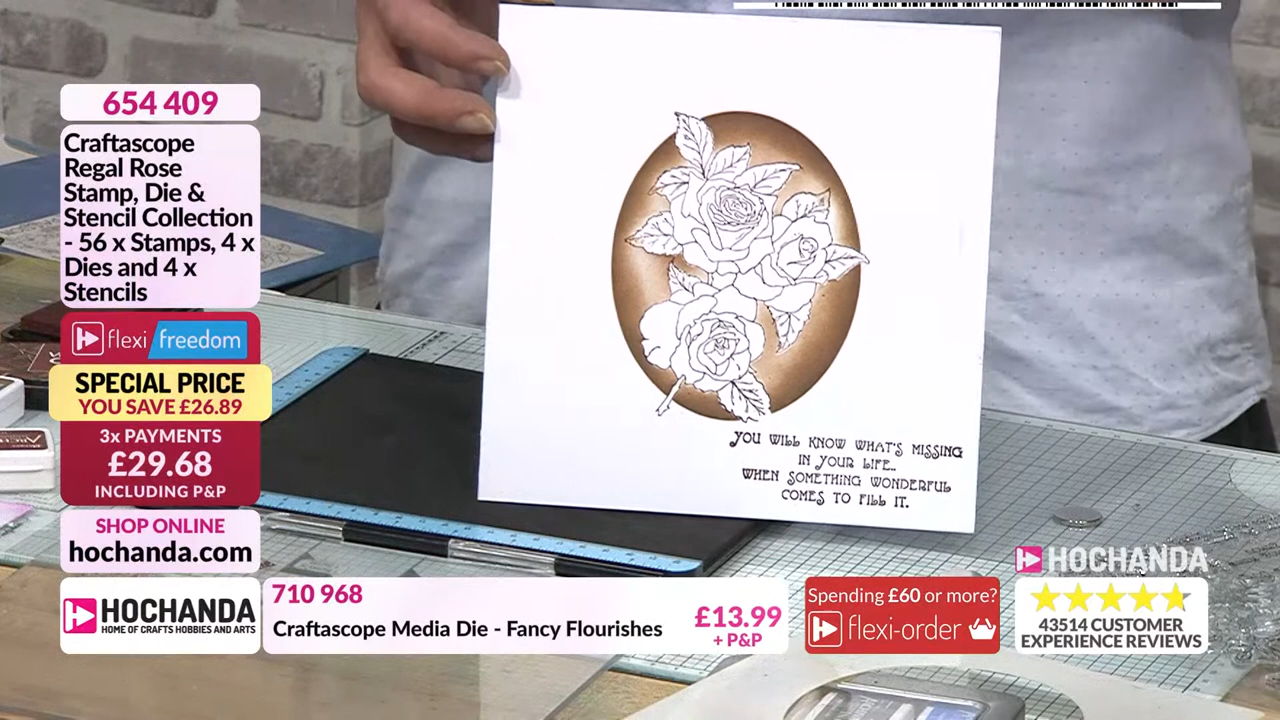 654 409
Craftascope
Regal Rose
Stamp, Die &
Stencil Collection
- 56 x Stamps, 4 x
Dies and 4 x
Stencils
flexi freedom
SPECIAL PRICE
YOU SAVE £26.89
3x PAYMENTS
£29.68
INCLUDING P&P
SHOP ONLINE
hochanda.com
YOU WILL KNOW WHAT'S MISSING
IN YOUR LIFE..
WHEN SOMETHING WONDERFUL
COMES TO FILL IT.
HOCHANDA
HOME OF CRAFTS HOBBIES AND ARTS
710 968
Craftascope Media Die - Fancy Flourishes
£13.99
+ P&P
Spending £60 or more?
flexi-order
HOCHANDA
43514 CUSTOMER
EXPERIENCE REVIEWS